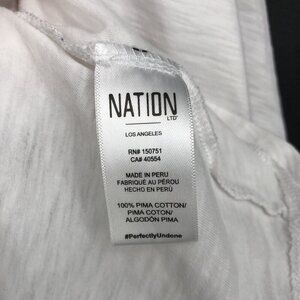 NATION
LTD
LOS ANGELES
RN# 150751
CA# 40554
MADE IN PERU
FABRIQUÉ AU PÉROU
HECHO EN PERÚ
100% PIMA COTTON/
PIMA COTON/
ALGODÓN PIMA
#PerfectlyUndone